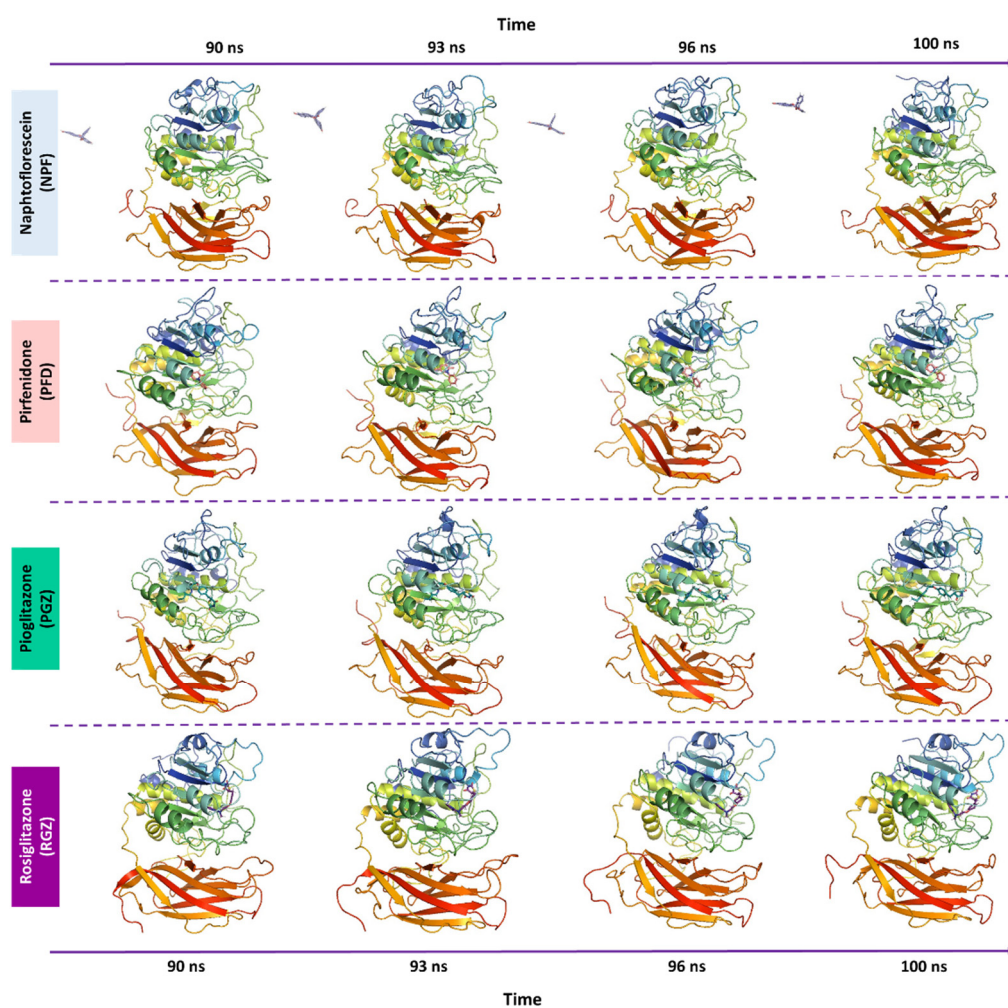 Time
90 ns 93 ns 96 ns 100 ns
Naphtoflorescein
(NPF)
Pirfenidone
(PFD)
Pioglitazone
(PGZ)
Rosiglitazone
(RGZ)
90 ns 93 ns 96 ns 100 ns
Time